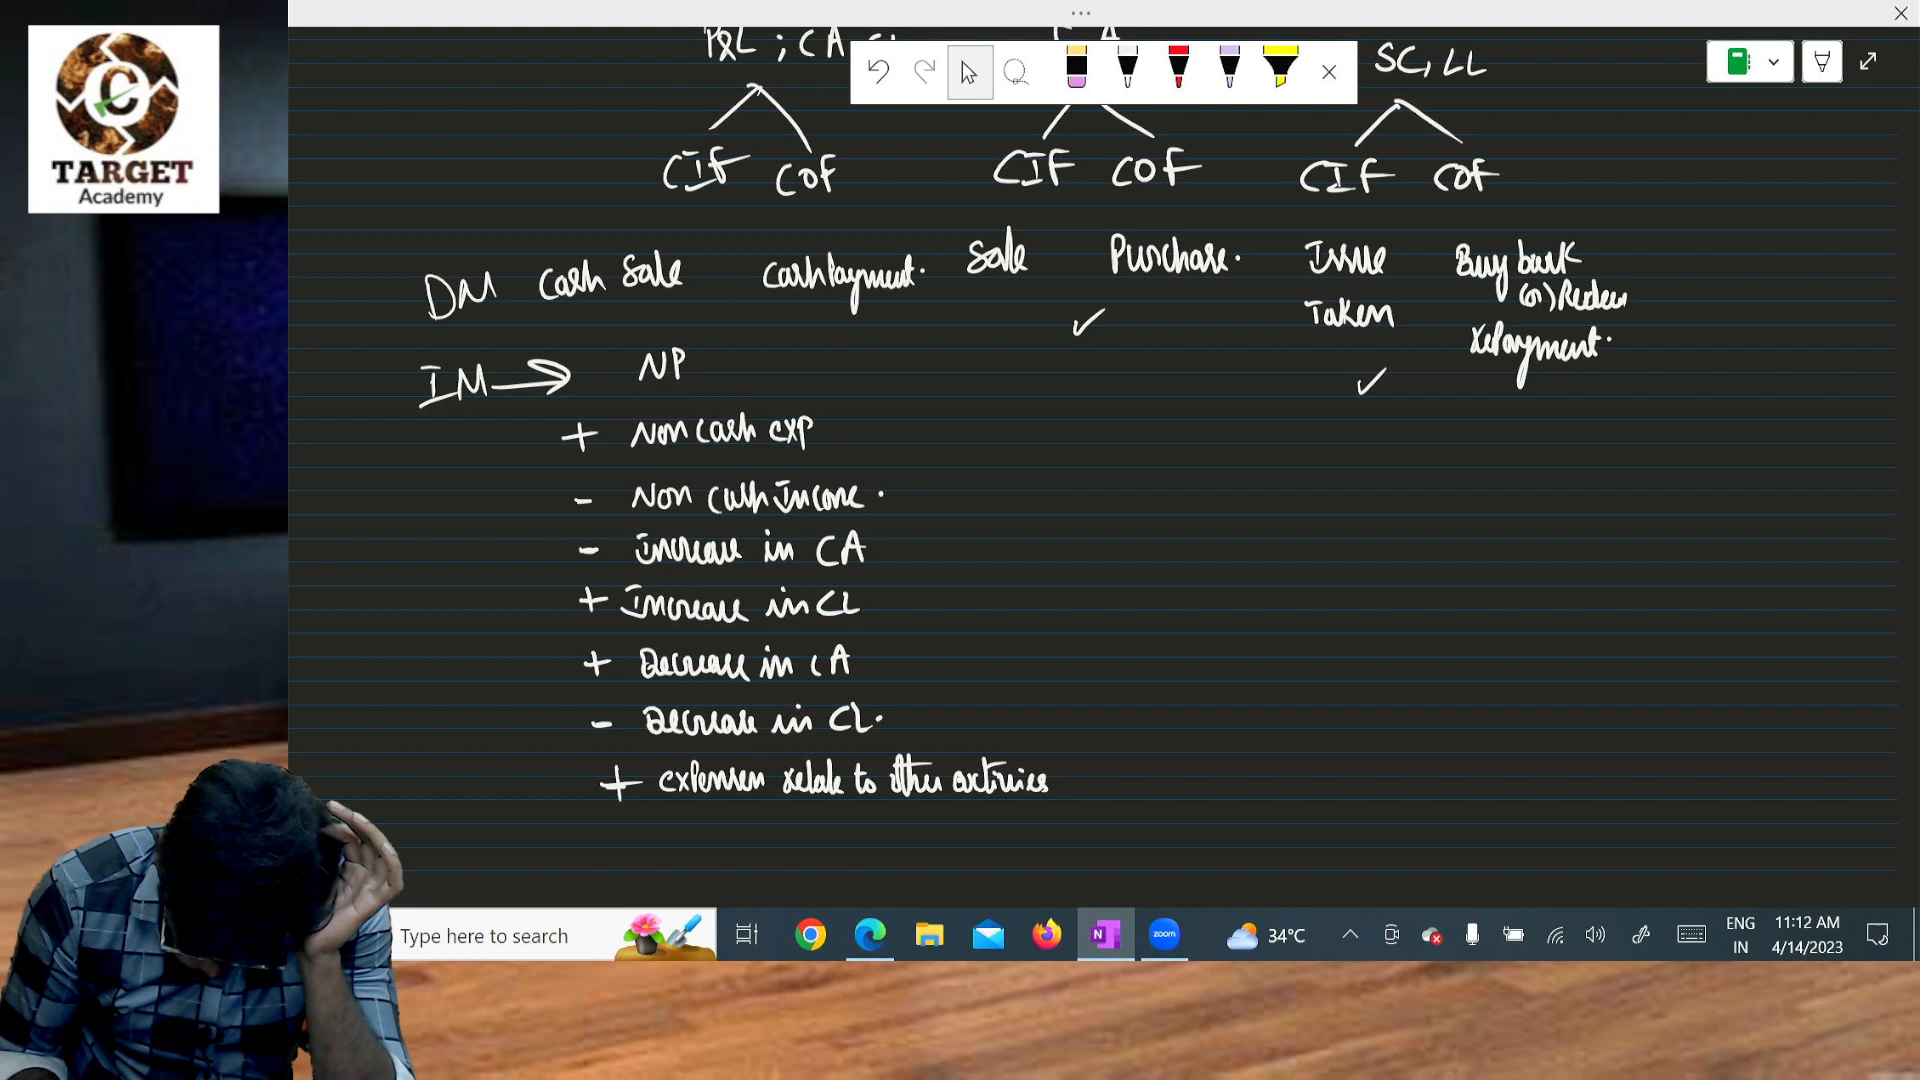 P&L ; CA
SC, LL
CIF COF CIF COF CIF COF
DM Cash Sale Cash Payment. Sale Purchase. Issue Buy back
(or) Redeem
Taken repayment.
IM → NP
+ Non cash exp
- Non cash Income.
- Increase in CA
+ Increase in CL
+ Decrease in CA
- Decrease in CL.
+ expenses relate to other activities
C
TARGET
Academy
Type here to search
zoom
N
34°C
ENG
IN
11:12 AM
4/14/2023